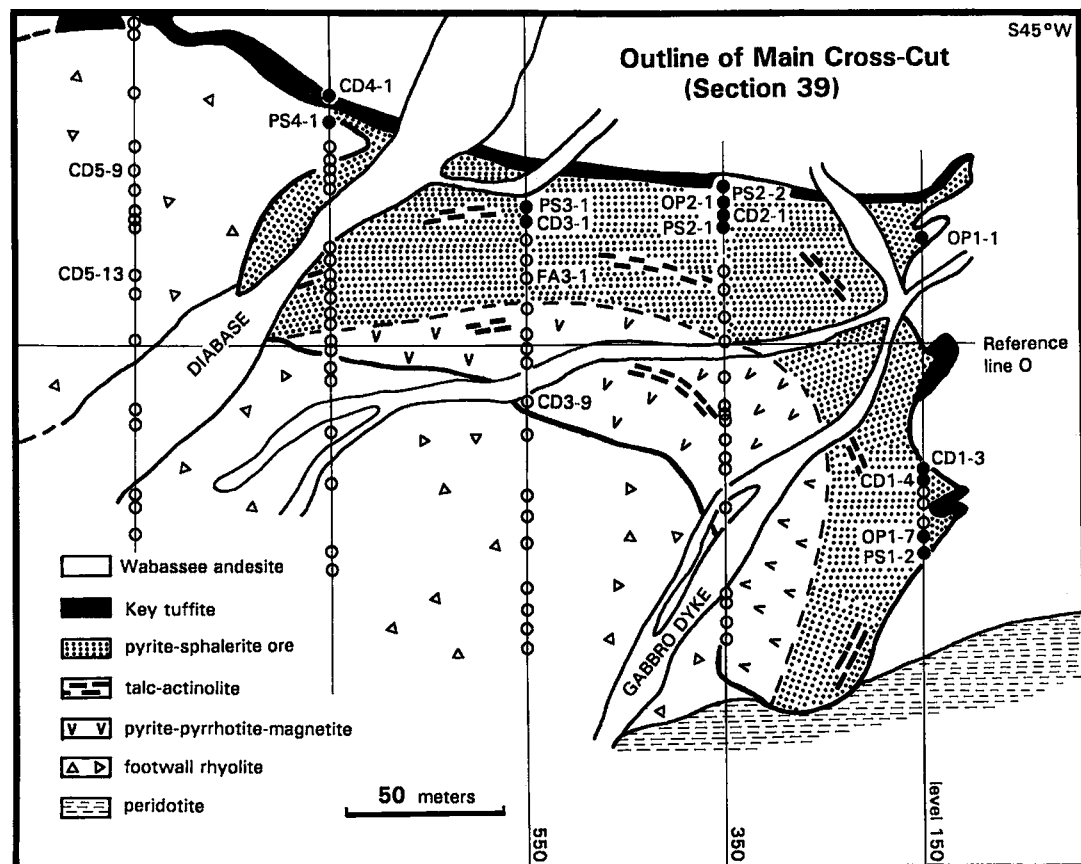 S45°W
Outline of Main Cross-Cut
(Section 39)
CD4-1
PS4-1
CD5-9
PS3-1
CD3-1
PS2-2
OP2-1
CD2-1
PS2-1
OP1-1
CD5-13
FA3-1
DIABASE
Reference
line O
CD3-9
CD1-3
CD1-4
OP1-7
PS1-2
GABBRO DYKE
Wabassee andesite
Key tuffite
pyrite-sphalerite ore
talc-actinolite
pyrite-pyrrhotite-magnetite
footwall rhyolite
peridotite
50 meters
550
350
level 150